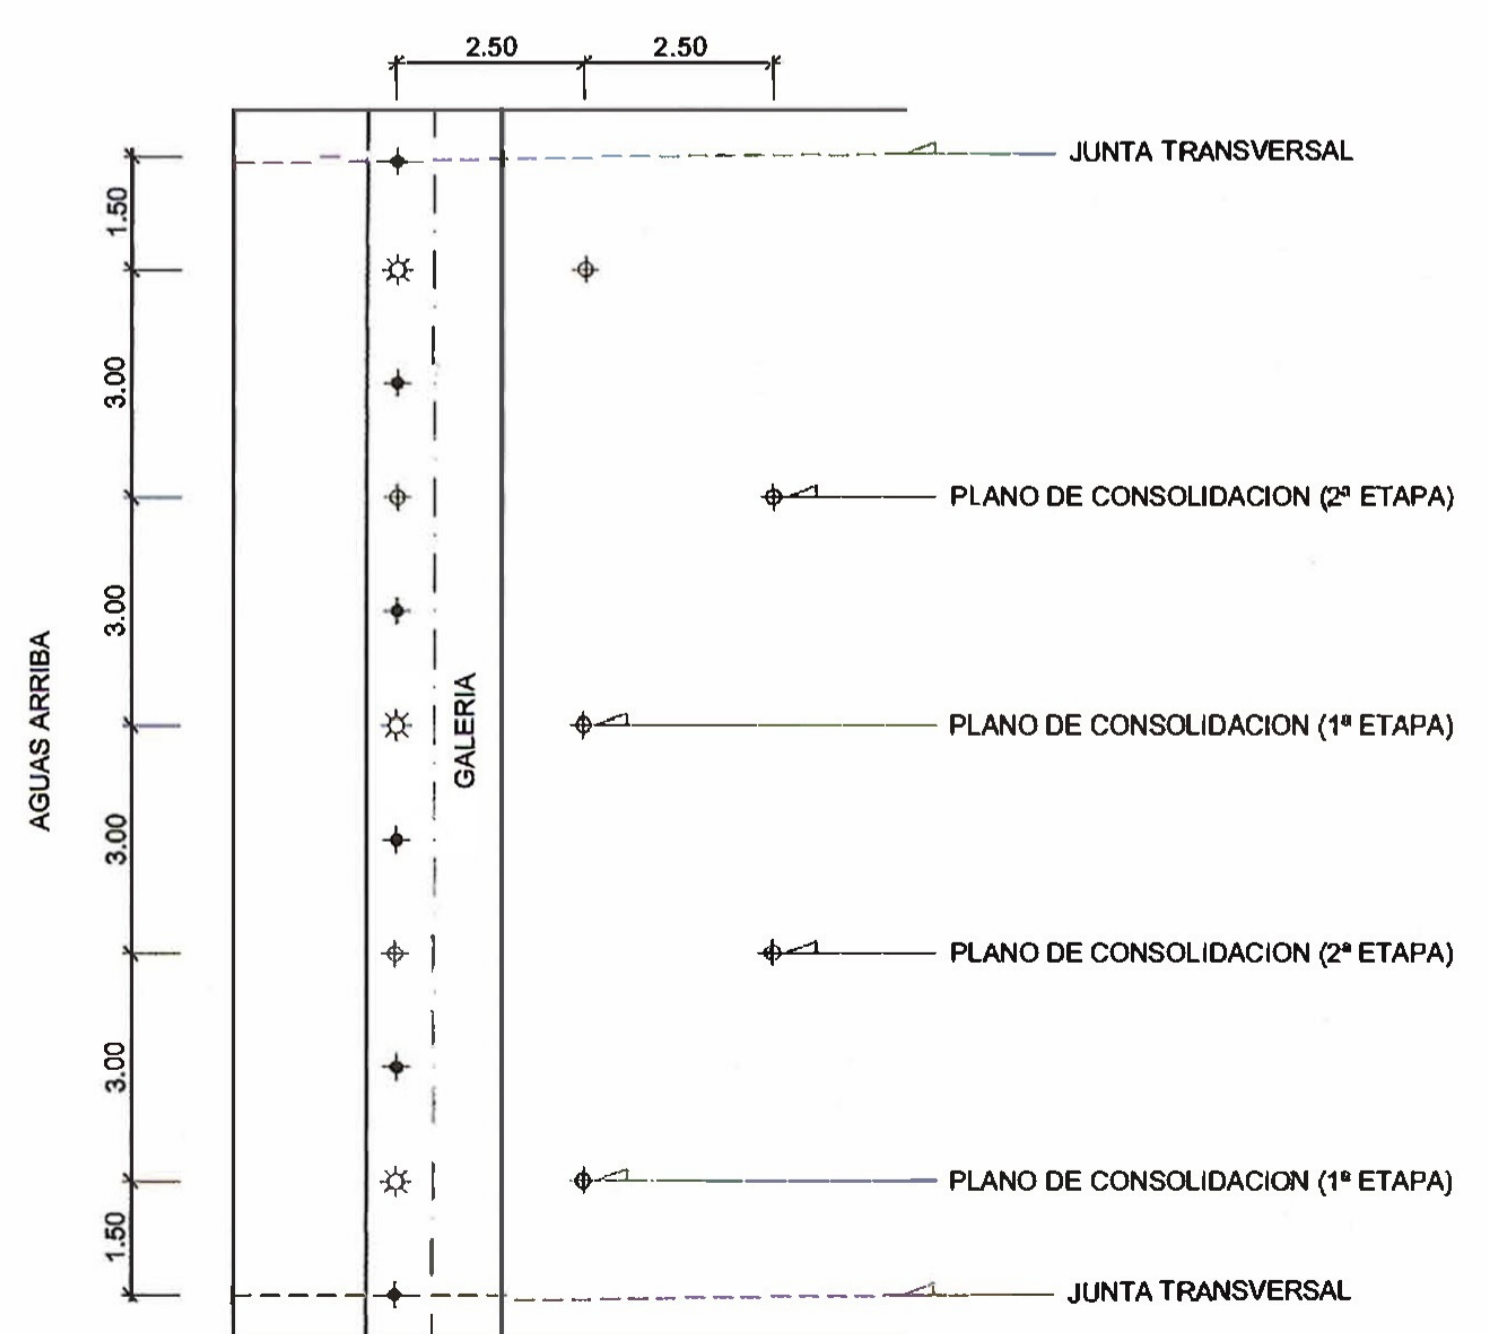 2.50
2.50
JUNTA TRANSVERSAL
1.50
3.00
PLANO DE CONSOLIDACION (2ª ETAPA)
3.00
AGUAS ARRIBA
GALERIA
PLANO DE CONSOLIDACION (1ª ETAPA)
3.00
PLANO DE CONSOLIDACION (2ª ETAPA)
3.00
PLANO DE CONSOLIDACION (1ª ETAPA)
1.50
JUNTA TRANSVERSAL